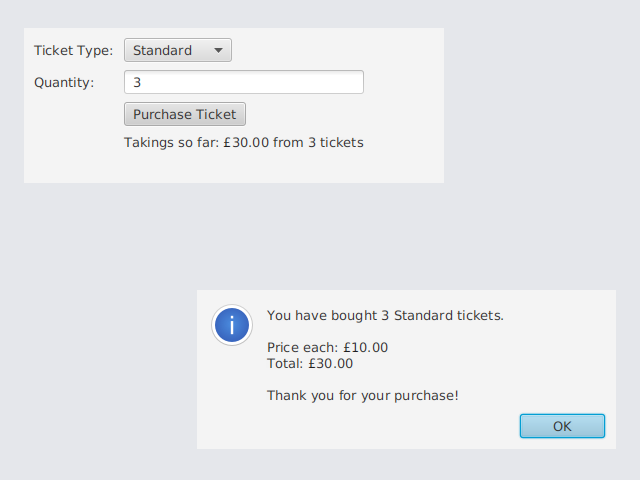 Ticket Type: Standard
Quantity: 3
Purchase Ticket
Takings so far: £30.00 from 3 tickets
You have bought 3 Standard tickets.
Price each: £10.00
Total: £30.00
Thank you for your purchase!
OK